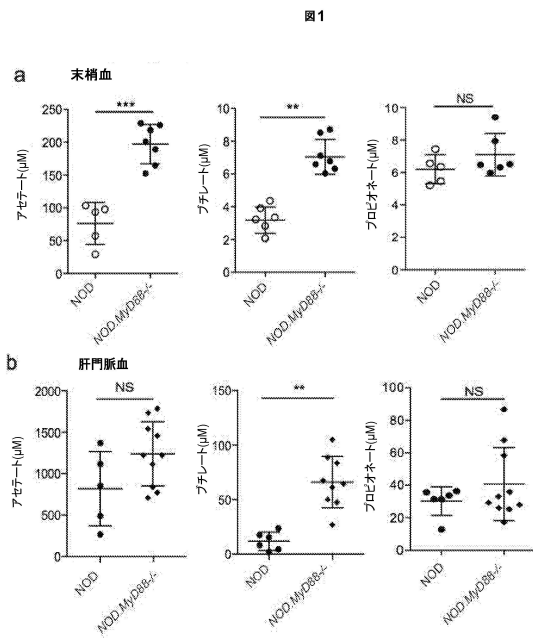 図1
a 末梢血
アセテート(μM)
250
200
150
100
50
0
***
NOD
NOD.MyD88-/-
ブチレート(μM)
8
6
4
2
0
**
NOD
NOD.MyD88-/-
プロピオネート(μM)
10
8
6
4
2
0
NS
NOD
NOD.MyD88-/-
b 肝門脈血
アセテート(μM)
2000
1500
1000
500
0
NS
NOD
NOD.MyD88-/-
ブチレート(μM)
150
100
50
0
**
NOD
NOD.MyD88-/-
プロピオネート(μM)
100
80
60
40
20
0
NS
NOD
NOD.MyD88-/-